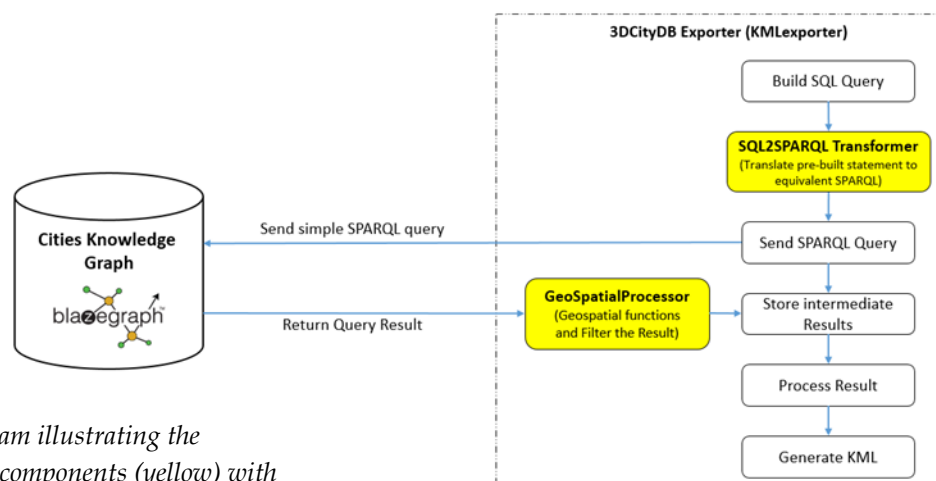 3DCityDB Exporter (KMLexporter)
Build SQL Query
SQL2SPARQL Transformer
(Translate pre-built statement to
equivalent SPARQL)
Send simple SPARQL query
Send SPARQL Query
Cities Knowledge
Graph
blazegraph™
Return Query Result
GeoSpatialProcessor
(Geospatial functions
and Filter the Result)
Store intermediate
Results
Process Result
Generate KML
am illustrating the
components (yellow) with